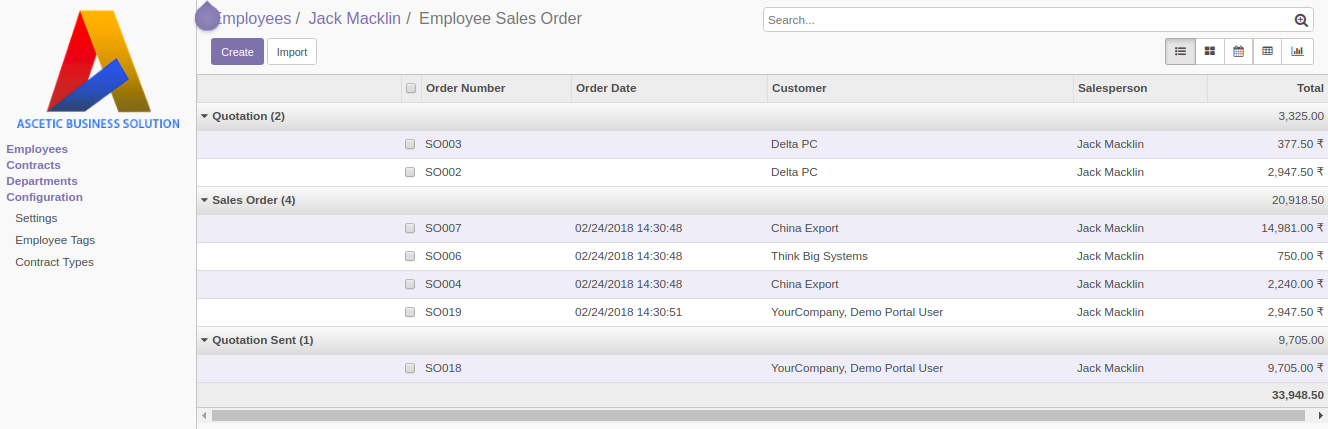 ASCETIC BUSINESS SOLUTION
Employees
Contracts
Departments
Configuration
Settings
Employee Tags
Contract Types
Employees / Jack Macklin / Employee Sales Order
Search...
Create Import
Order Number Order Date Customer Salesperson Total
Quotation (2) 3,325.00
SO003 Delta PC Jack Macklin 377.50 ₹
SO002 Delta PC Jack Macklin 2,947.50 ₹
Sales Order (4) 20,918.50
SO007 02/24/2018 14:30:48 China Export Jack Macklin 14,981.00 ₹
SO006 02/24/2018 14:30:48 Think Big Systems Jack Macklin 750.00 ₹
SO004 02/24/2018 14:30:48 China Export Jack Macklin 2,240.00 ₹
SO019 02/24/2018 14:30:51 YourCompany, Demo Portal User Jack Macklin 2,947.50 ₹
Quotation Sent (1) 9,705.00
SO018 YourCompany, Demo Portal User Jack Macklin 9,705.00 ₹
33,948.50